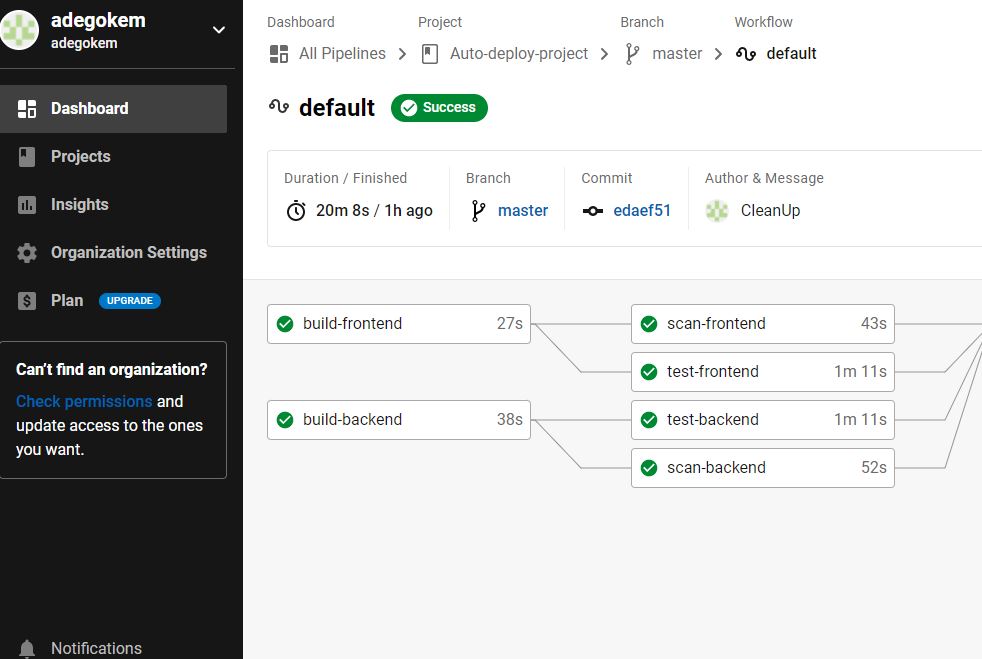 adegokem
adegokem
Dashboard
Projects
Insights
Organization Settings
Plan UPGRADE
Can't find an organization?
Check permissions and
update access to the ones
you want.
Notifications
Dashboard Project Branch Workflow
All Pipelines Auto-deploy-project master default
default Success
Duration / Finished Branch Commit Author & Message
20m 8s / 1h ago master edaef51 CleanUp
build-frontend 27s scan-frontend 43s
test-frontend 1m 11s
build-backend 38s test-backend 1m 11s
scan-backend 52s